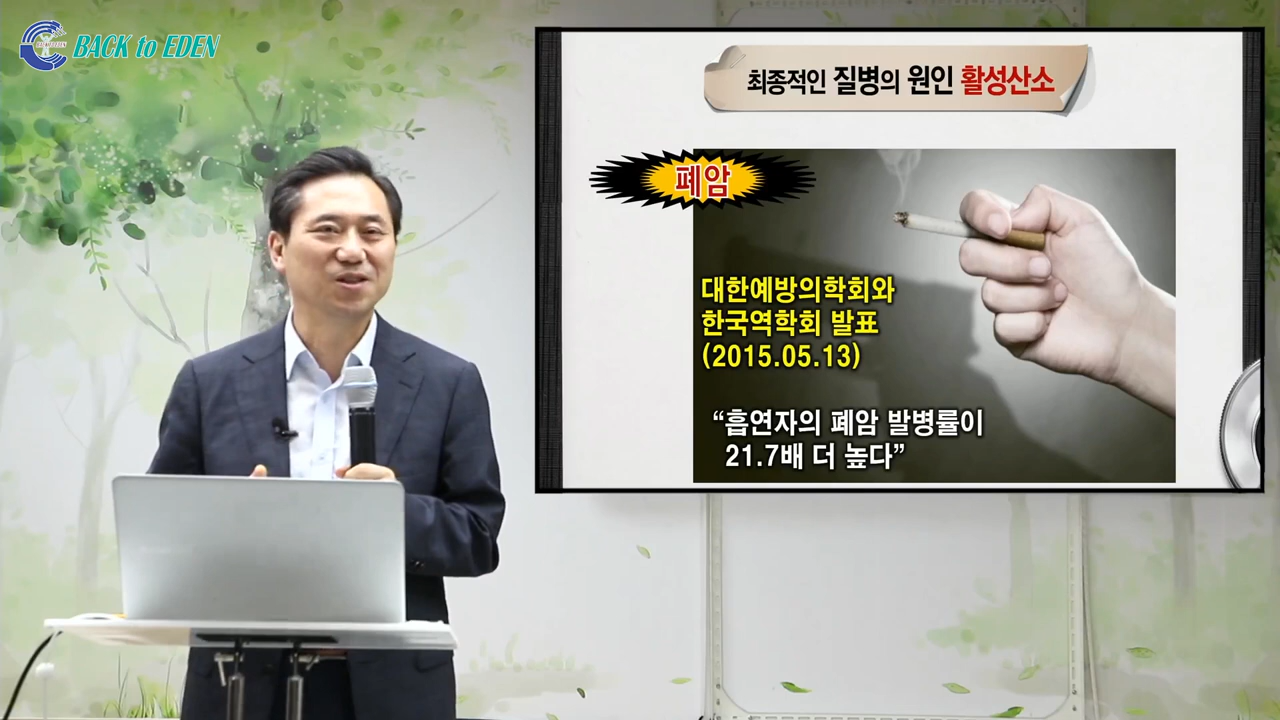 BACK to EDEN
최종적인 질병의 원인 활성산소
폐암
대한예방의학회와
한국역학회 발표
(2015.05.13)
“흡연자의 폐암 발병률이
21.7배 더 높다”